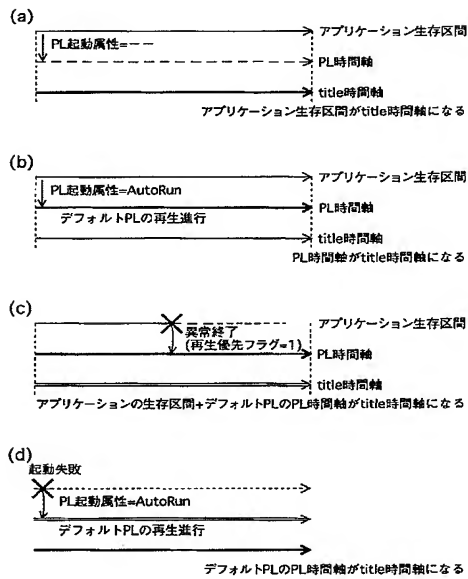 (a)
アプリケーション生存区間
PL起動属性=――
PL時間軸
title時間軸
アプリケーション生存区間がtitle時間軸になる
(b)
アプリケーション生存区間
PL起動属性=AutoRun
PL時間軸
デフォルトPLの再生進行
title時間軸
PL時間軸がtitle時間軸になる
(c)
アプリケーション生存区間
異常終了
(再生優先フラグ=1)
PL時間軸
title時間軸
アプリケーションの生存区間+デフォルトPLのPL時間軸がtitle時間軸になる
(d)
起動失敗
PL起動属性=AutoRun
デフォルトPLの再生進行
デフォルトPLのPL時間軸がtitle時間軸になる